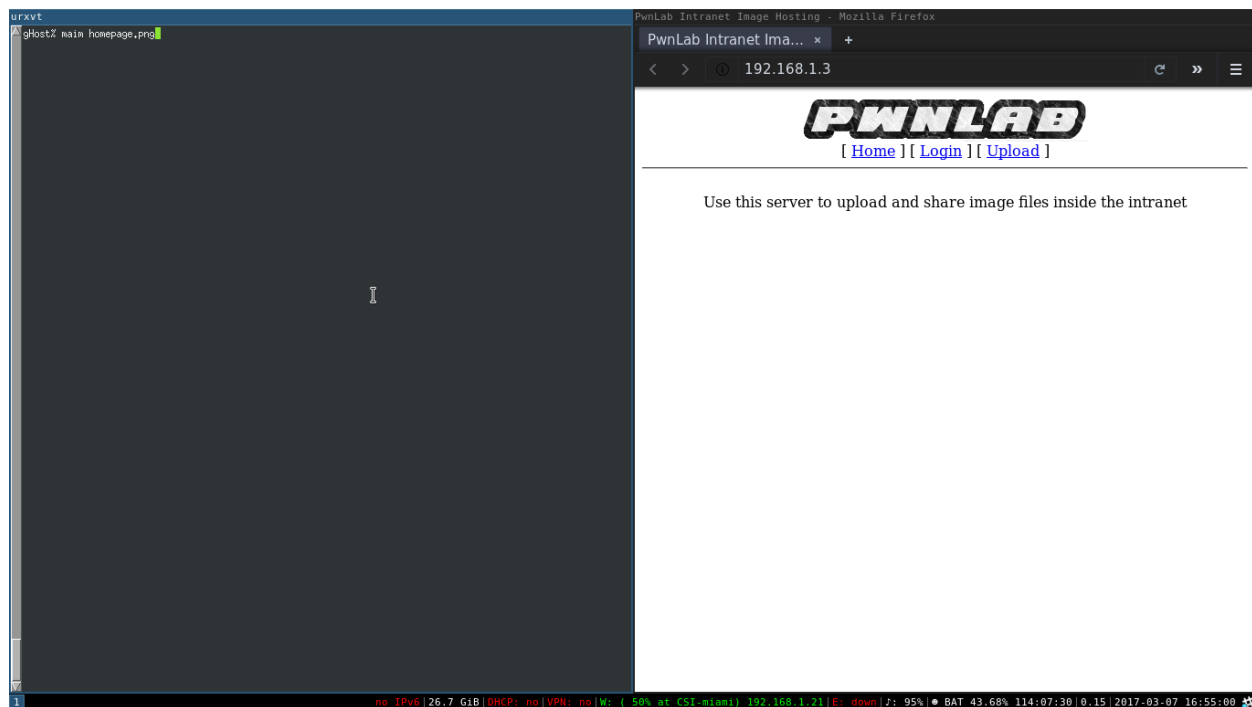 urxvt
gHost% maim homepage.png
PwnLab Intranet Image Hosting - Mozilla Firefox
PwnLab Intranet Ima... × +
192.168.1.3
PWNLAB
[ Home ] [ Login ] [ Upload ]
Use this server to upload and share image files inside the intranet
1 no IPv6|26.7 GiB|DHCP: no|VPN: no|W: ( 50% at CSI-miami) 192.168.1.21|E: down|♪: 95%|☻ BAT 43.68% 114:07:30|0.15|2017-03-07 16:55:00